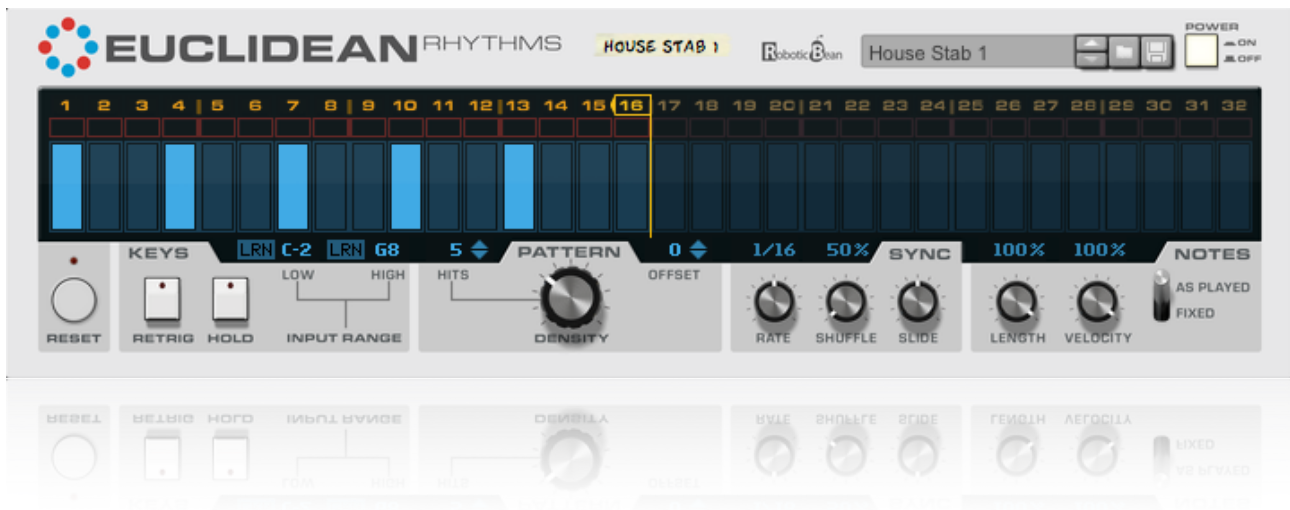 EUCLIDEAN RHYTHMS HOUSE STAB 1 RoboticBean House Stab 1 POWER ON OFF
1 2 3 4 5 6 7 8 9 10 11 12 13 14 15 16 17 18 19 20 21 22 23 24 25 26 27 28 29 30 31 32
KEYS LRN C-2 LRN G8 5 PATTERN 0 1/16 50% SYNC 100% 100% NOTES
LOW HIGH HITS OFFSET AS PLAYED
FIXED
RESET RETRIG HOLD INPUT RANGE DENSITY RATE SHUFFLE SLIDE LENGTH VELOCITY